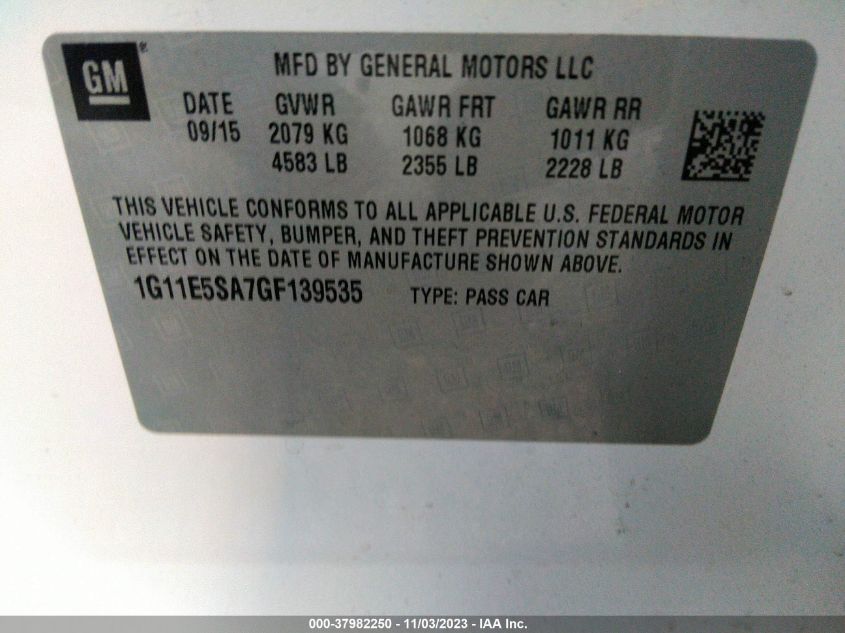 GM ®
MFD BY GENERAL MOTORS LLC
DATE GVWR GAWR FRT GAWR RR
09/15 2079 KG 1068 KG 1011 KG
4583 LB 2355 LB 2228 LB
THIS VEHICLE CONFORMS TO ALL APPLICABLE U.S. FEDERAL MOTOR
VEHICLE SAFETY, BUMPER, AND THEFT PREVENTION STANDARDS IN
EFFECT ON THE DATE OF MANUFACTURE SHOWN ABOVE.
1G11E5SA7GF139535 TYPE: PASS CAR
000-37982250 - 11/03/2023 - IAA Inc.